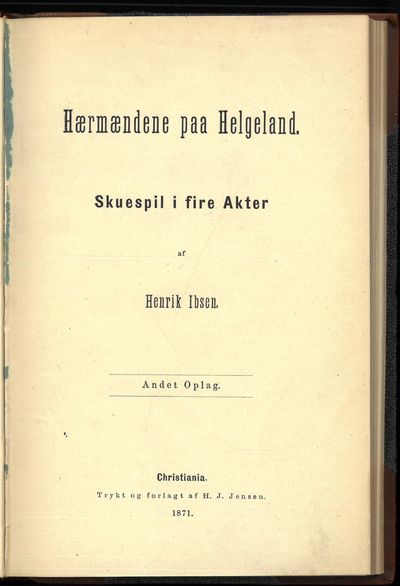 Hærmændene paa Helgeland.
Skuespil i fire Akter
af
Henrik Ibsen.
Andet Oplag.
Christiania.
Trykt og forlagt af H. J. Jensen.
1871.